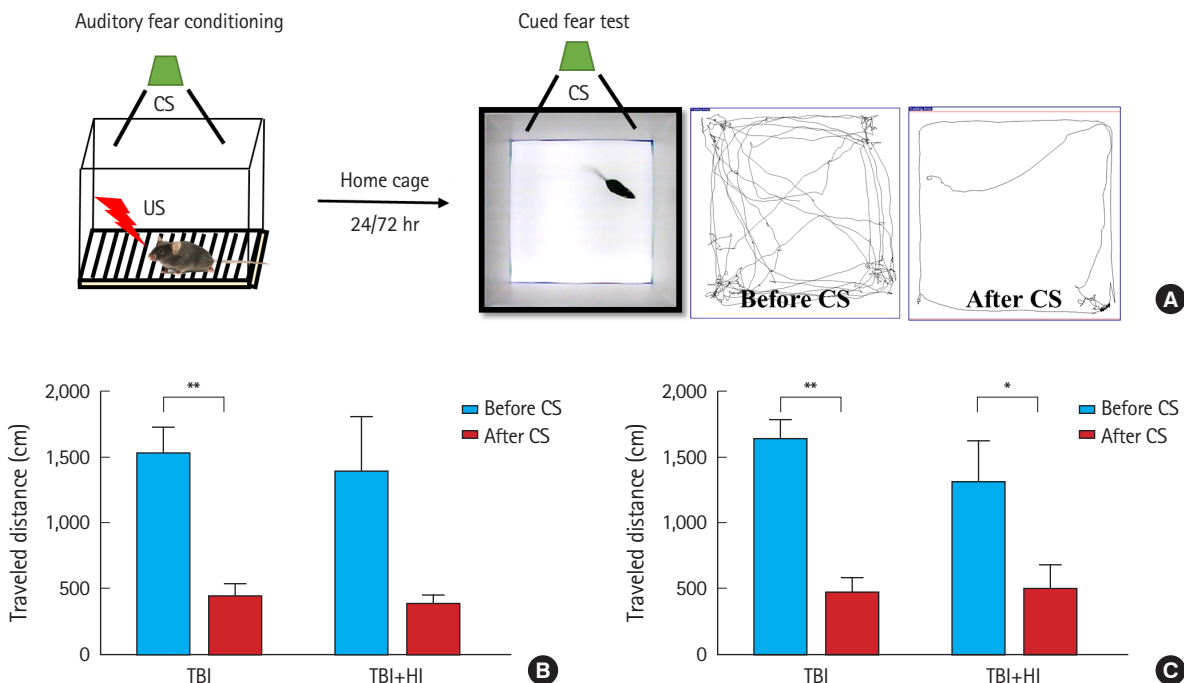 Auditory fear conditioning
Cued fear test
CS
CS
US
Home cage
24/72 hr
Before CS
After CS
A
2,000
1,500
1,000
500
0
Traveled distance (cm)
**
Before CS
After CS
TBI
TBI+HI
B
2,000
1,500
1,000
500
0
Traveled distance (cm)
**
*
Before CS
After CS
TBI
TBI+HI
C